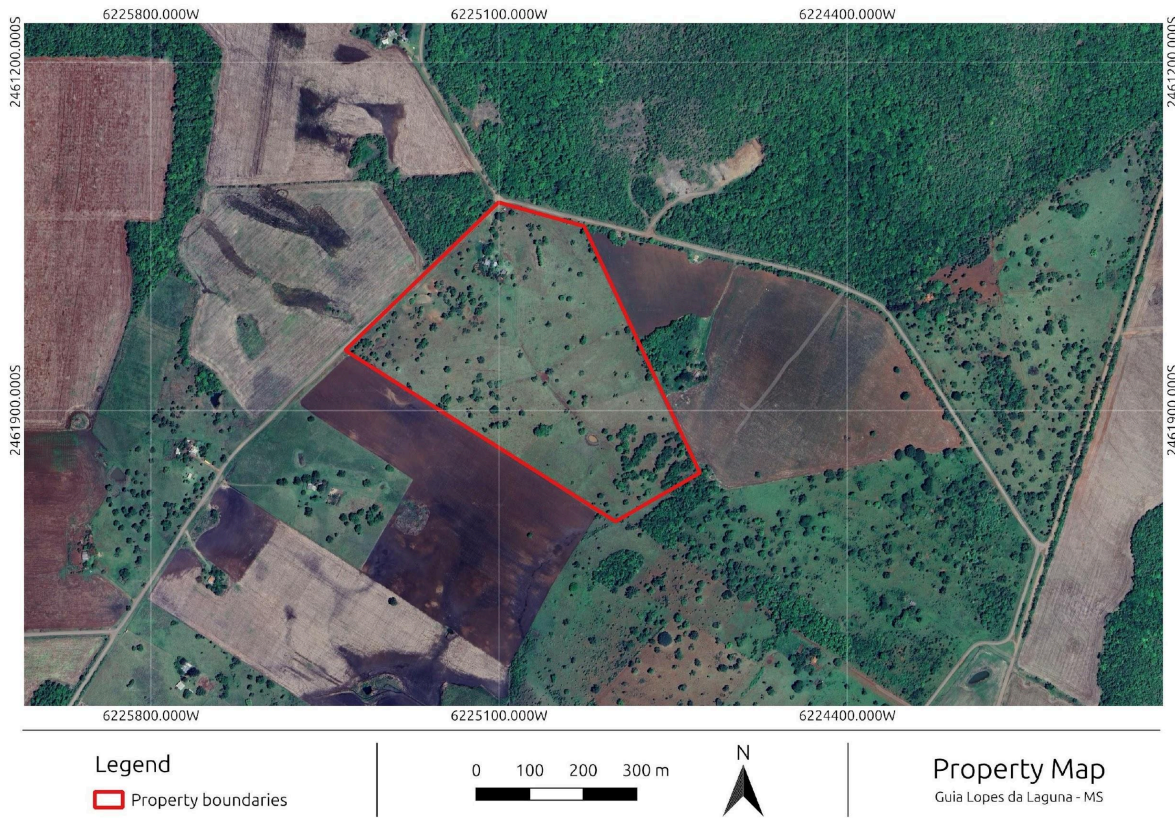 6225800.000W 6225100.000W 6224400.000W
2461200.000S 2461200.000S
2461900.000S 2461900.000S
6225800.000W 6225100.000W 6224400.000W
Legend
Property boundaries
0 100 200 300 m
N
Property Map
Guia Lopes da Laguna - MS